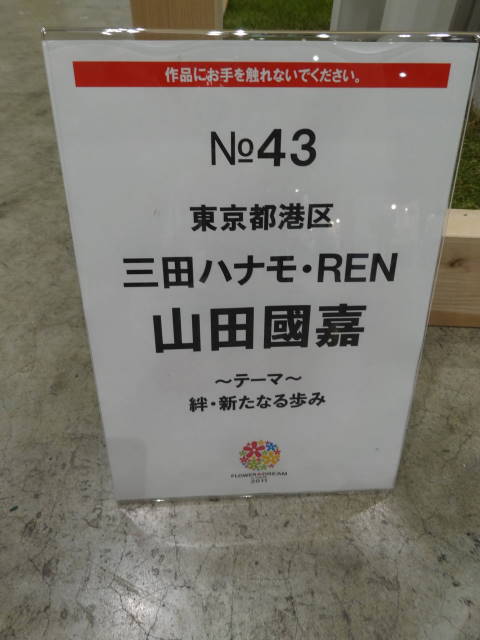 作品にお手を触れないでください。
№43
東京都港区
三田ハナモ・REN
山田國嘉
～テーマ～
絆・新たなる歩み
FLOWER&DREAM
2011